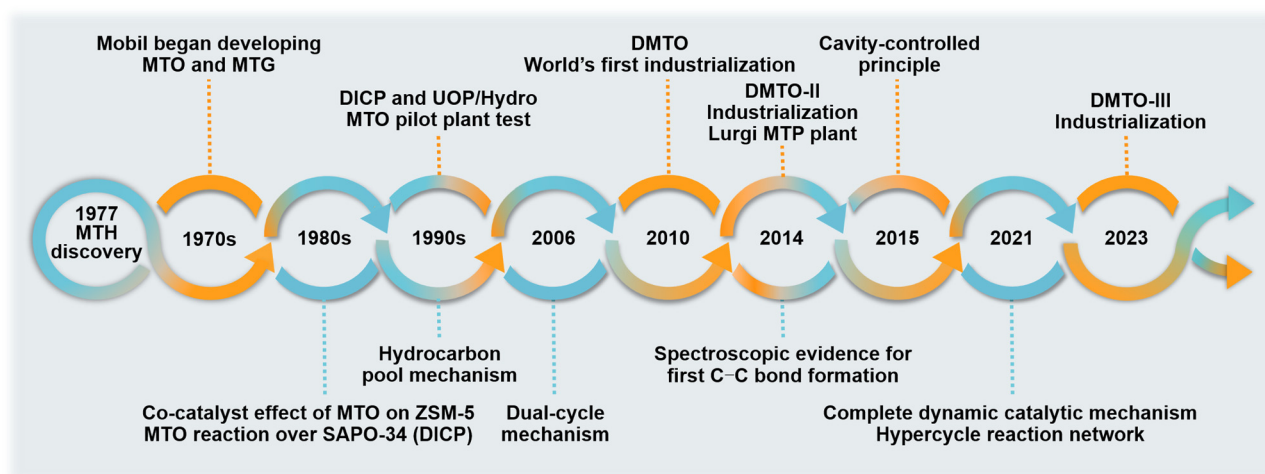 Mobil began developing
MTO and MTG
DICP and UOP/Hydro
MTO pilot plant test
DMTO
World's first industrialization
DMTO-II
Industrialization
Lurgi MTP plant
Cavity-controlled
principle
DMTO-III
Industrialization
1977
MTH
discovery
1970s
1980s
1990s
2006
2010
2014
2015
2021
2023
Co-catalyst effect of MTO on ZSM-5
MTO reaction over SAPO-34 (DICP)
Hydrocarbon
pool mechanism
Dual-cycle
mechanism
Spectroscopic evidence for
first C−C bond formation
Complete dynamic catalytic mechanism
Hypercycle reaction network